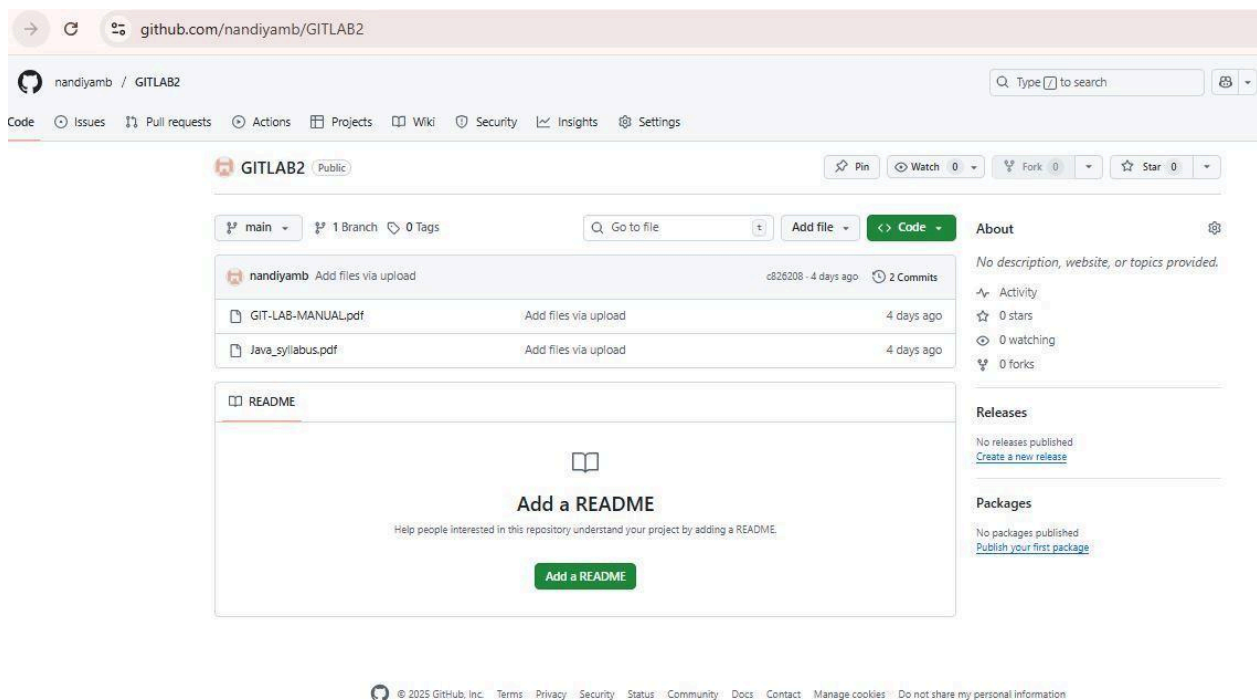 github.com/nandiyamb/GITLAB2
nandiyamb / GITLAB2
Type / to search
Code Issues Pull requests Actions Projects Wiki Security Insights Settings
GITLAB2 Public
Pin Watch 0 Fork 0 Star 0
main 1 Branch 0 Tags Go to file t Add file <> Code
nandiyamb Add files via upload c826208 · 4 days ago 2 Commits
GIT-LAB-MANUAL.pdf Add files via upload 4 days ago
Java_syllabus.pdf Add files via upload 4 days ago
README
Add a README
Help people interested in this repository understand your project by adding a README.
Add a README
About
No description, website, or topics provided.
Activity
0 stars
0 watching
0 forks
Releases
No releases published
Create a new release
Packages
No packages published
Publish your first package
© 2025 GitHub, Inc. Terms Privacy Security Status Community Docs Contact Manage cookies Do not share my personal information